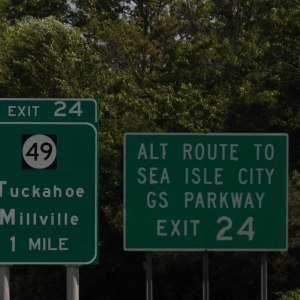 EXIT 24
49
Tuckahoe
Millville
1 MILE
ALT ROUTE TO
SEA ISLE CITY
GS PARKWAY
EXIT 24